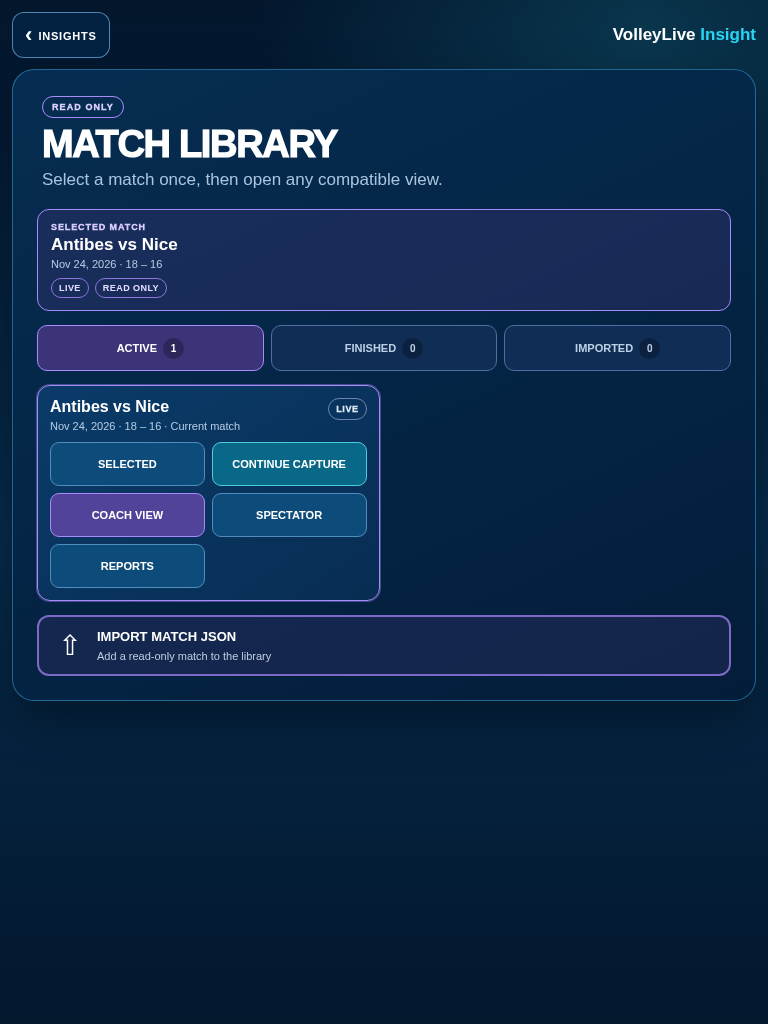 ‹ INSIGHTS
VolleyLive Insight
READ ONLY
MATCH LIBRARY
Select a match once, then open any compatible view.
SELECTED MATCH
Antibes vs Nice
Nov 24, 2026 · 18 – 16
LIVE READ ONLY
ACTIVE 1 FINISHED 0 IMPORTED 0
Antibes vs Nice LIVE
Nov 24, 2026 · 18 – 16 · Current match
SELECTED CONTINUE CAPTURE
COACH VIEW SPECTATOR
REPORTS
⇧ IMPORT MATCH JSON
Add a read-only match to the library